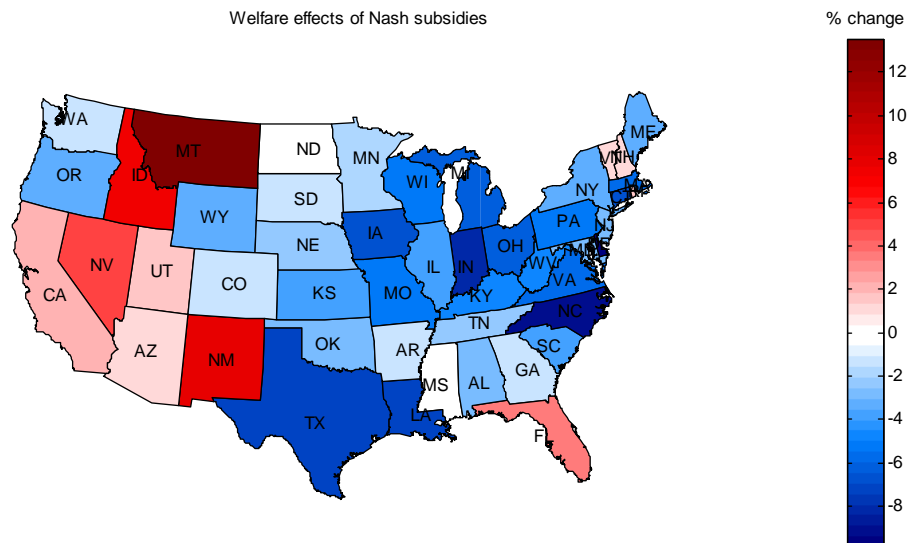 Welfare effects of Nash subsidies
% change
WA
MT
ND
MN
ME
OR
ID
SD
WI
MI
VT
NH
NY
WY
IA
NE
PA
NJ
NV
UT
CO
IL
IN
OH
WV
VA
CA
KS
MO
KY
NC
AZ
NM
OK
AR
TN
SC
MS
AL
GA
TX
LA
FL
12
10
8
6
4
2
0
-2
-4
-6
-8